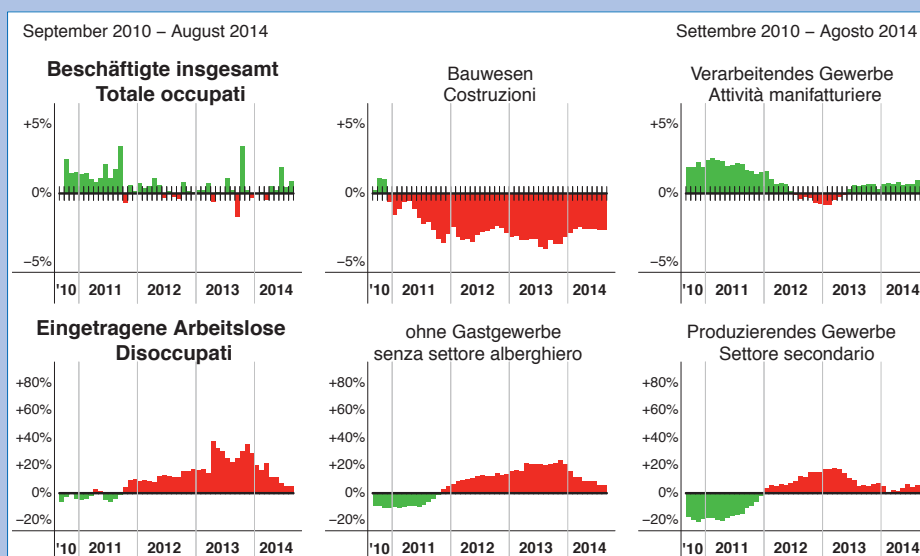 September 2010 – August 2014
Settembre 2010 – Agosto 2014
Beschäftigte insgesamt
Totale occupati
+5%
0%
−5%
'10 2011 2012 2013 2014
Bauwesen
Costruzioni
+5%
0%
−5%
'10 2011 2012 2013 2014
Verarbeitendes Gewerbe
Attività manifatturiere
+5%
0%
−5%
'10 2011 2012 2013 2014
Eingetragene Arbeitslose
Disoccupati
+80%
+60%
+40%
+20%
0%
−20%
'10 2011 2012 2013 2014
ohne Gastgewerbe
senza settore alberghiero
+80%
+60%
+40%
+20%
0%
−20%
'10 2011 2012 2013 2014
Produzierendes Gewerbe
Settore secondario
+80%
+60%
+40%
+20%
0%
−20%
'10 2011 2012 2013 2014